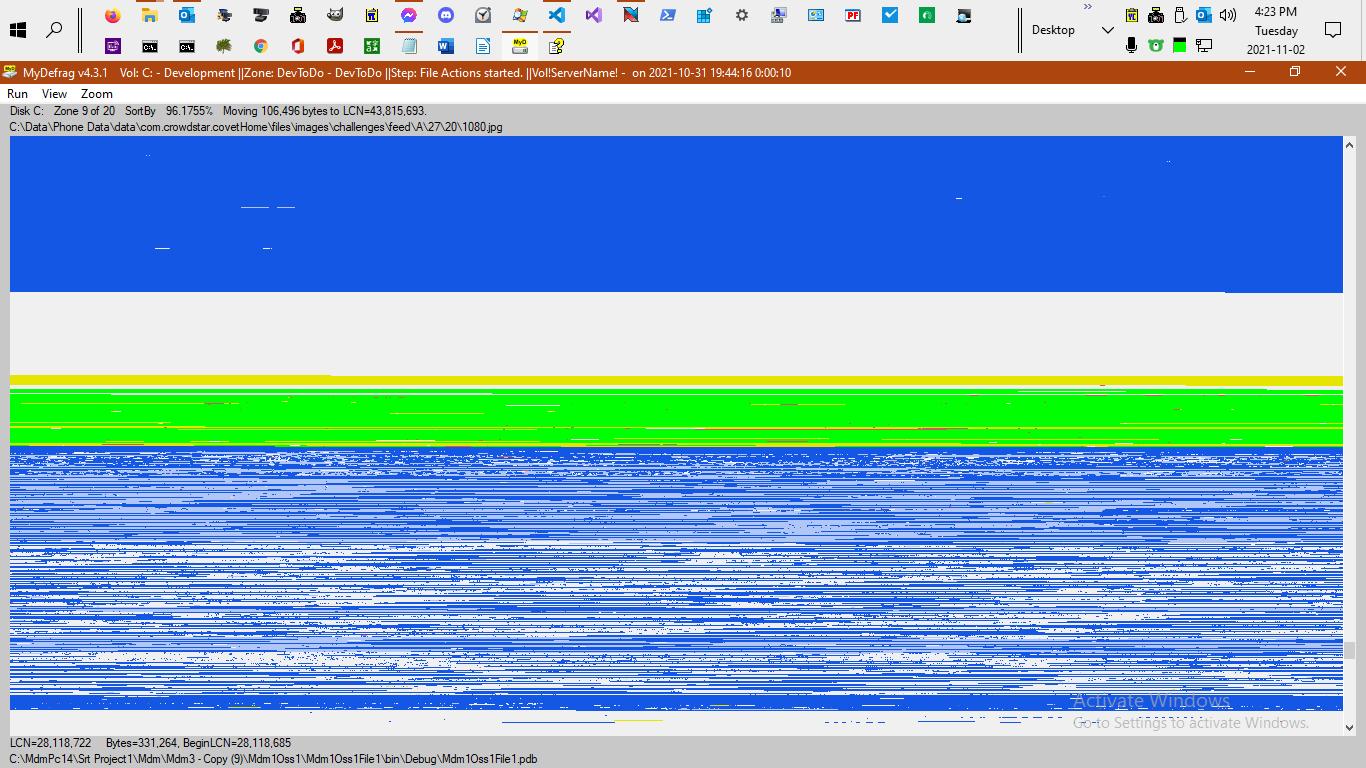 4:23 PM
Desktop
Tuesday
2021-11-02
MyDefrag v4.3.1 Vol: C: - Development ||Zone: DevToDo - DevToDo ||Step: File Actions started. ||Vol!ServerName! - on 2021-10-31 19:44:16 0:00:10
Run View Zoom
Disk C: Zone 9 of 20 SortBy 96.1755% Moving 106,496 bytes to LCN=43,815,693.
C:\Data\Phone Data\data\com.crowdstar.covetHome\files\images\challenges\feed\A\27\20\1080.jpg
Activate Windows
Go to Settings to activate Windows.
LCN=28,118,722 Bytes=331,264, BeginLCN=28,118,685
C:\MdmPc14\Srt Project1\Mdm\Mdm3 - Copy (9)\Mdm1Oss1\Mdm1Oss1File1\bin\Debug\Mdm1Oss1File1.pdb